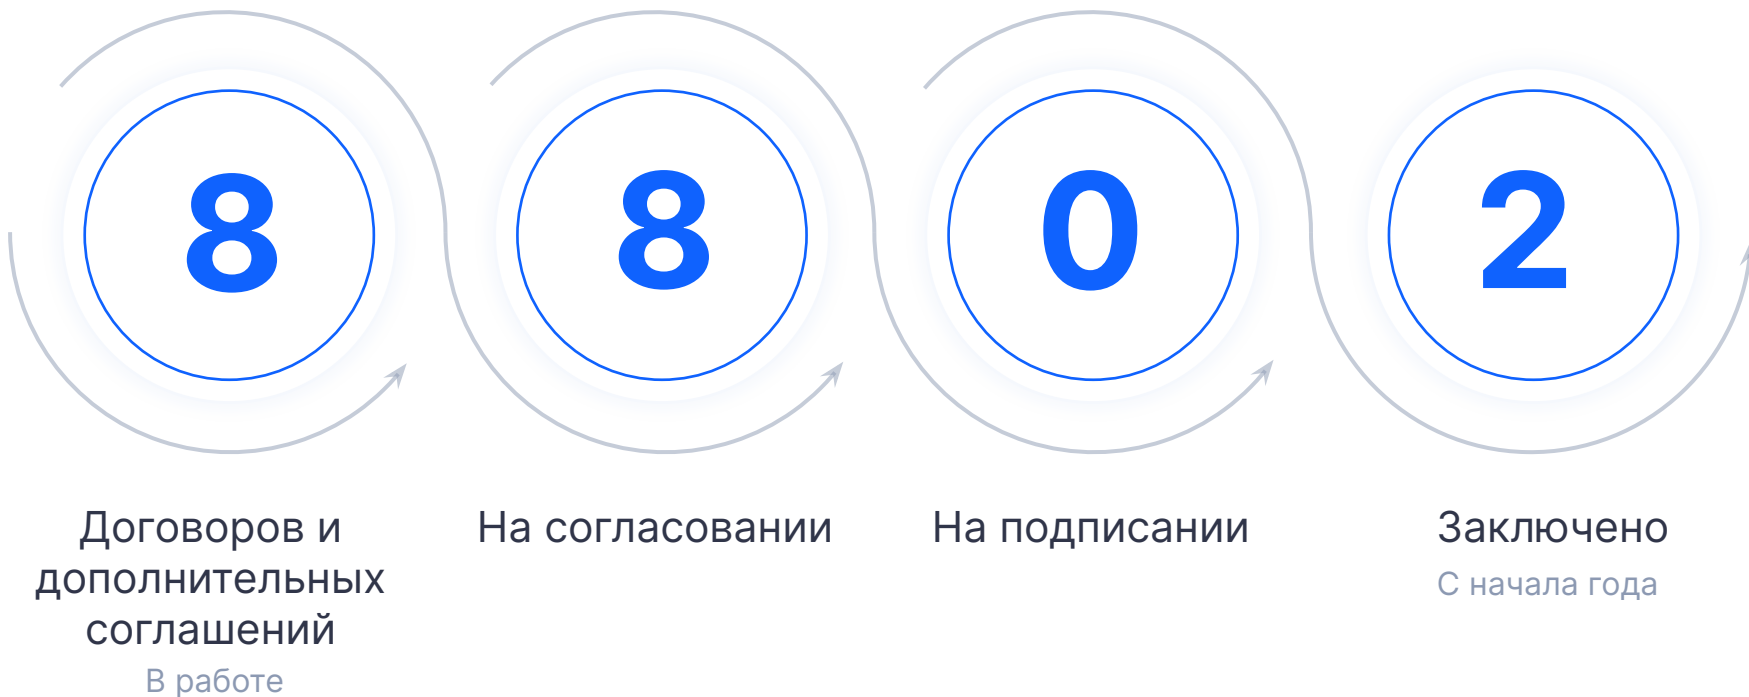 8
8
0
2
Договоров и
дополнительных
соглашений
В работе
На согласовании
На подписании
Заключено
С начала года